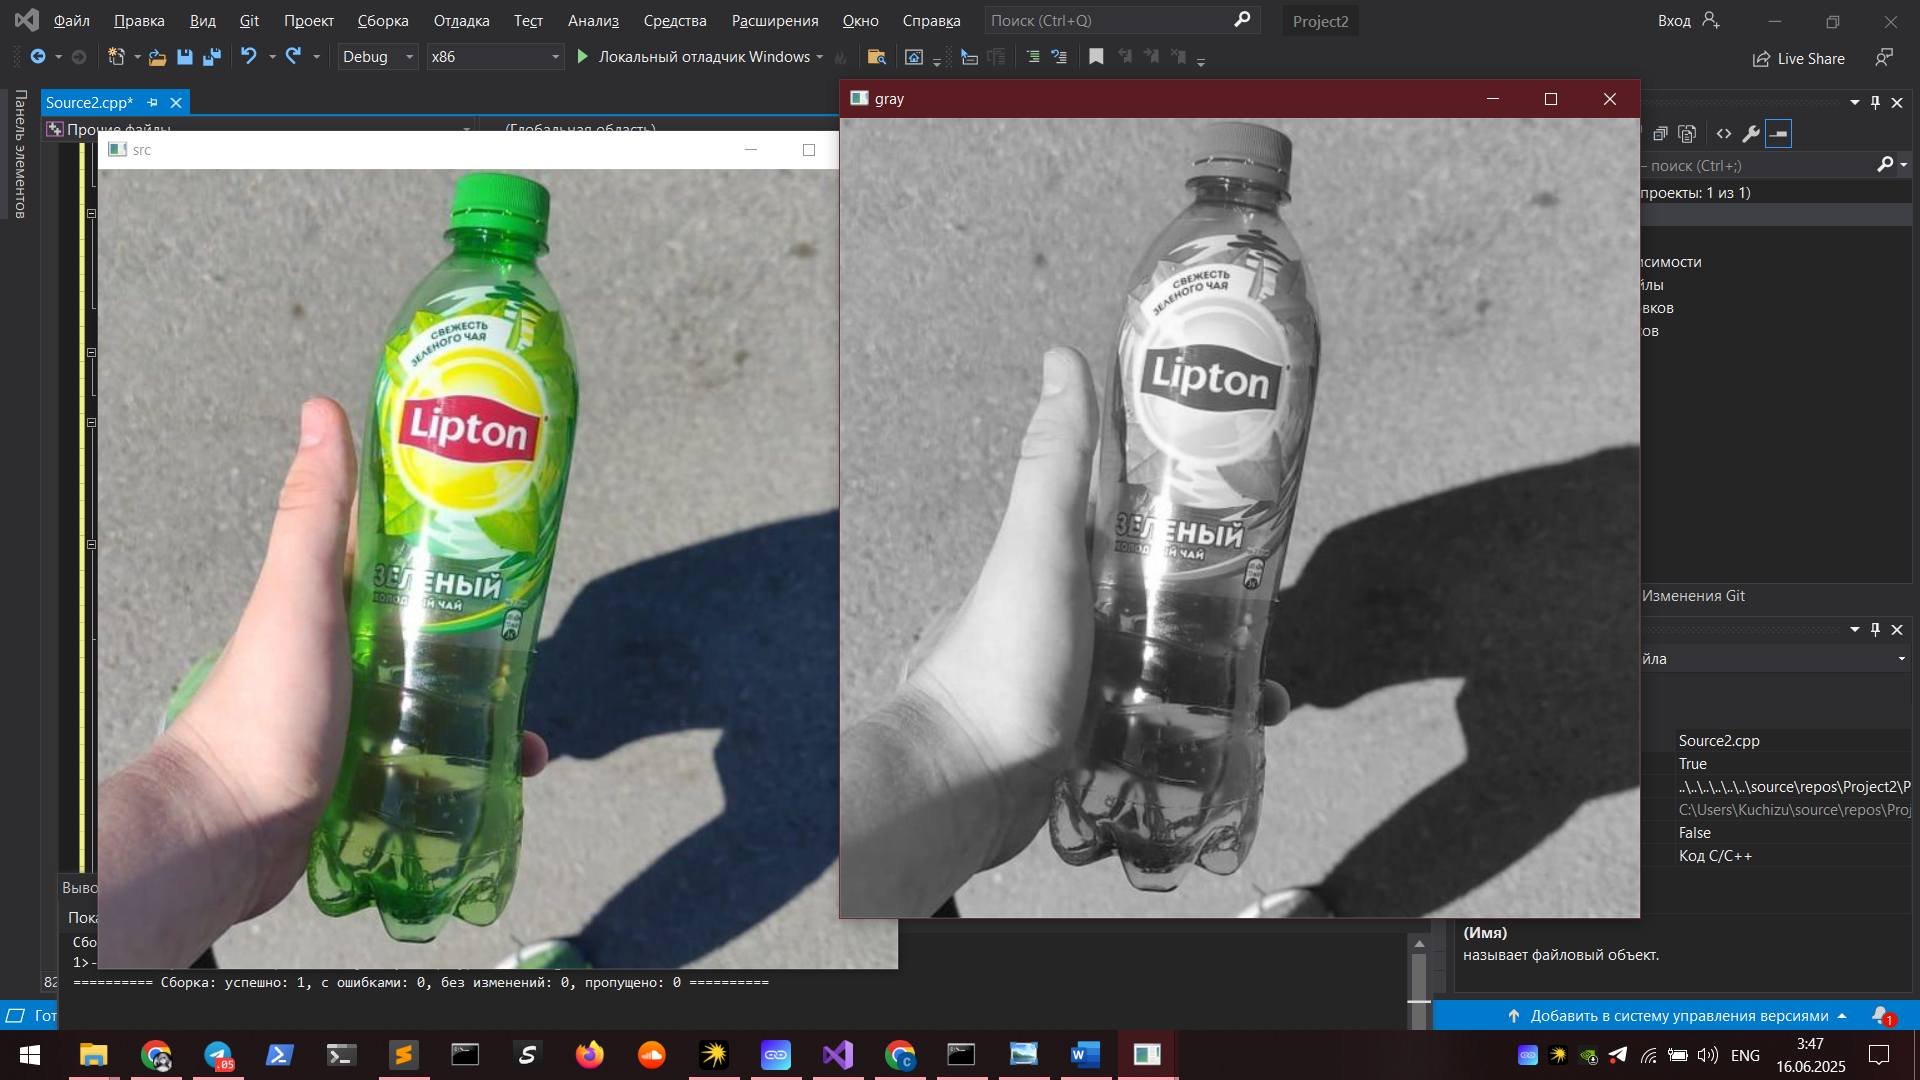 Файл Правка Вид Git Проект Сборка Отладка Тест Анализ Средства Расширения Окно Справка Поиск (Ctrl+Q) Project2 Вход
Debug x86 Локальный отладчик Windows Live Share
Панель элементов
Source2.cpp*
Прочие файлы (Глобальная область)
src
СВЕЖЕСТЬ
ЗЕЛЕНОГО ЧАЯ
Lipton
ЗЕЛЕНЫЙ
ХОЛОДНЫЙ ЧАЙ
gray
СВЕЖЕСТЬ
ЗЕЛЕНОГО ЧАЯ
Lipton
ЗЕЛЕНЫЙ
ХОЛОДНЫЙ ЧАЙ
– поиск (Ctrl+;)
проекты: 1 из 1)
исимости
йлы
вков
ов
Изменения Git
йла
Source2.cpp
True
..\..\..\..\..\..\source\repos\Project2\P
C:\Users\Kuchizu\source\repos\Proj
False
Код C/C++
(Имя)
называет файловый объект.
Выво
Пока
Сбо
1>-
========== Сборка: успешно: 1, с ошибками: 0, без изменений: 0, пропущено: 0 ==========
82
Гот
Добавить в систему управления версиями 1
.05
ENG
3:47
16.06.2025